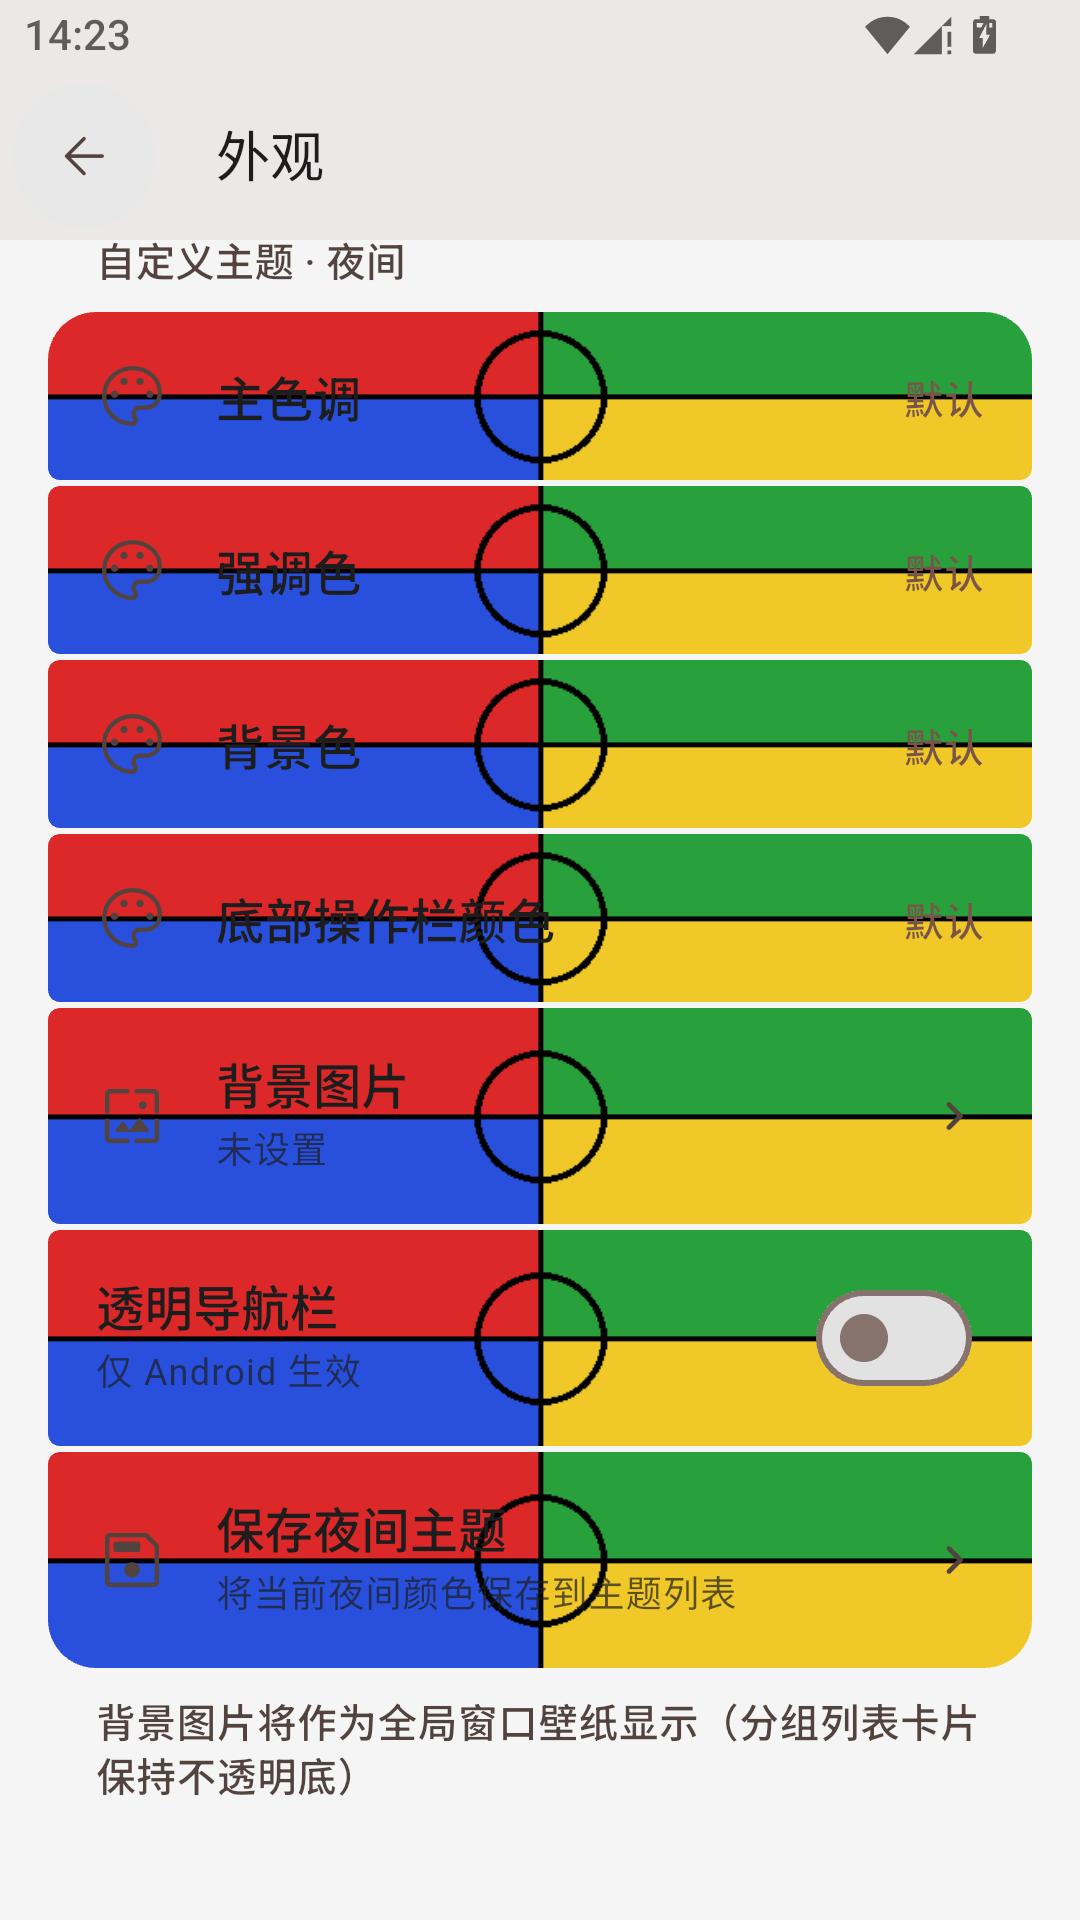 14:23
外观
自定义主题 · 夜间
主色调
默认
强调色
默认
背景色
默认
底部操作栏颜色
默认
背景图片
未设置
透明导航栏
仅 Android 生效
保存夜间主题
将当前夜间颜色保存到主题列表
背景图片将作为全局窗口壁纸显示（分组列表卡片
保持不透明底）